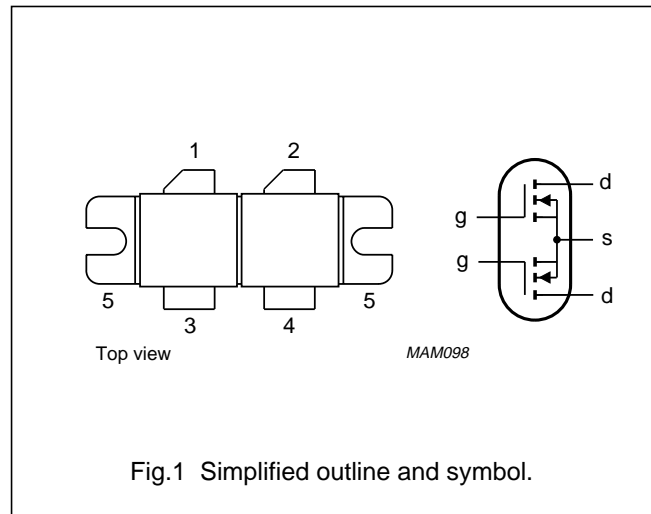 1 2
d
g
s
g
d
5 5
3 4
Top view MAM098
Fig.1 Simplified outline and symbol.